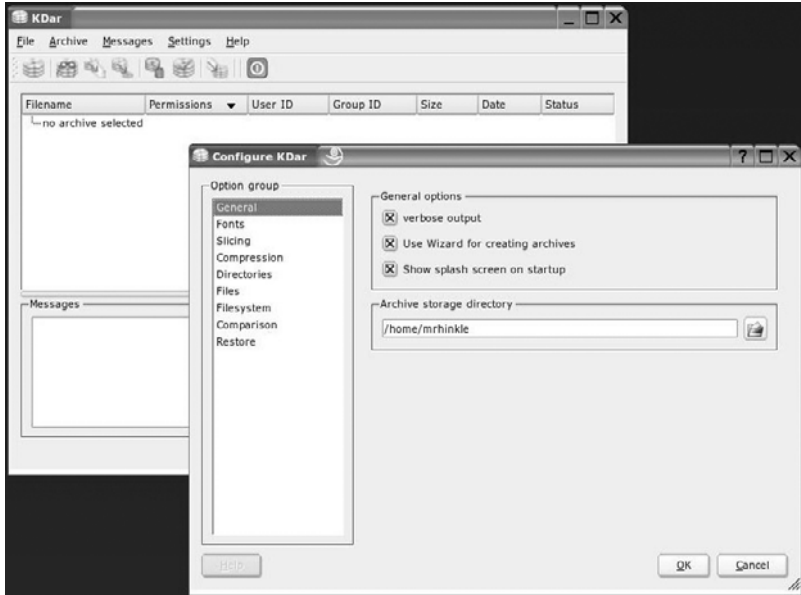 KDar
File Archive Messages Settings Help
Filename Permissions User ID Group ID Size Date Status
no archive selected
Messages
Configure KDar
Option group
General
Fonts
Slicing
Compression
Directories
Files
Filesystem
Comparison
Restore
General options
verbose output
Use Wizard for creating archives
Show splash screen on startup
Archive storage directory
/home/mrhinkle
Help
OK Cancel